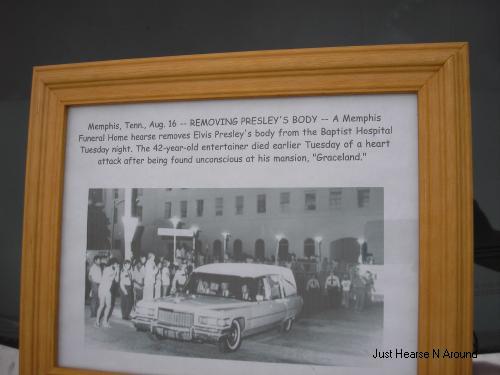 Memphis, Tenn., Aug. 16 -- REMOVING PRESLEY'S BODY -- A Memphis
Funeral Home hearse removes Elvis Presley's body from the Baptist Hospital
Tuesday night. The 42-year-old entertainer died earlier Tuesday of a heart
attack after being found unconscious at his mansion, "Graceland."
Just Hearse N Around